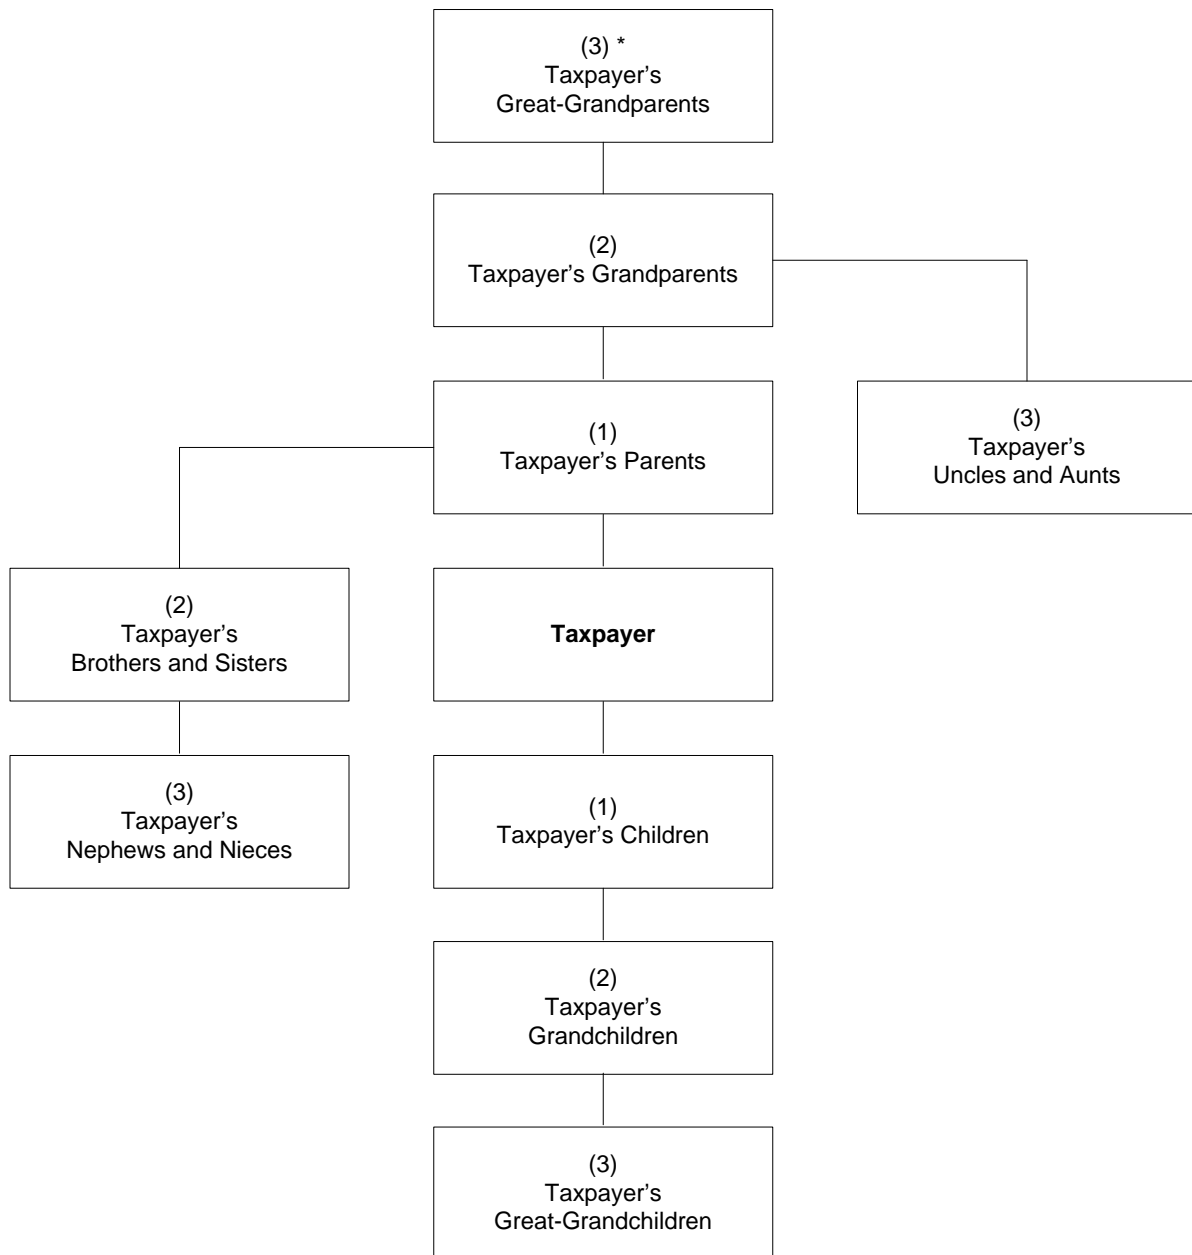 (3) *
Taxpayer’s
Great-Grandparents
(2)
Taxpayer’s Grandparents
(1)
Taxpayer’s Parents
(3)
Taxpayer’s
Uncles and Aunts
(2)
Taxpayer’s
Brothers and Sisters
Taxpayer
(3)
Taxpayer’s
Nephews and Nieces
(1)
Taxpayer’s Children
(2)
Taxpayer’s
Grandchildren
(3)
Taxpayer’s
Great-Grandchildren